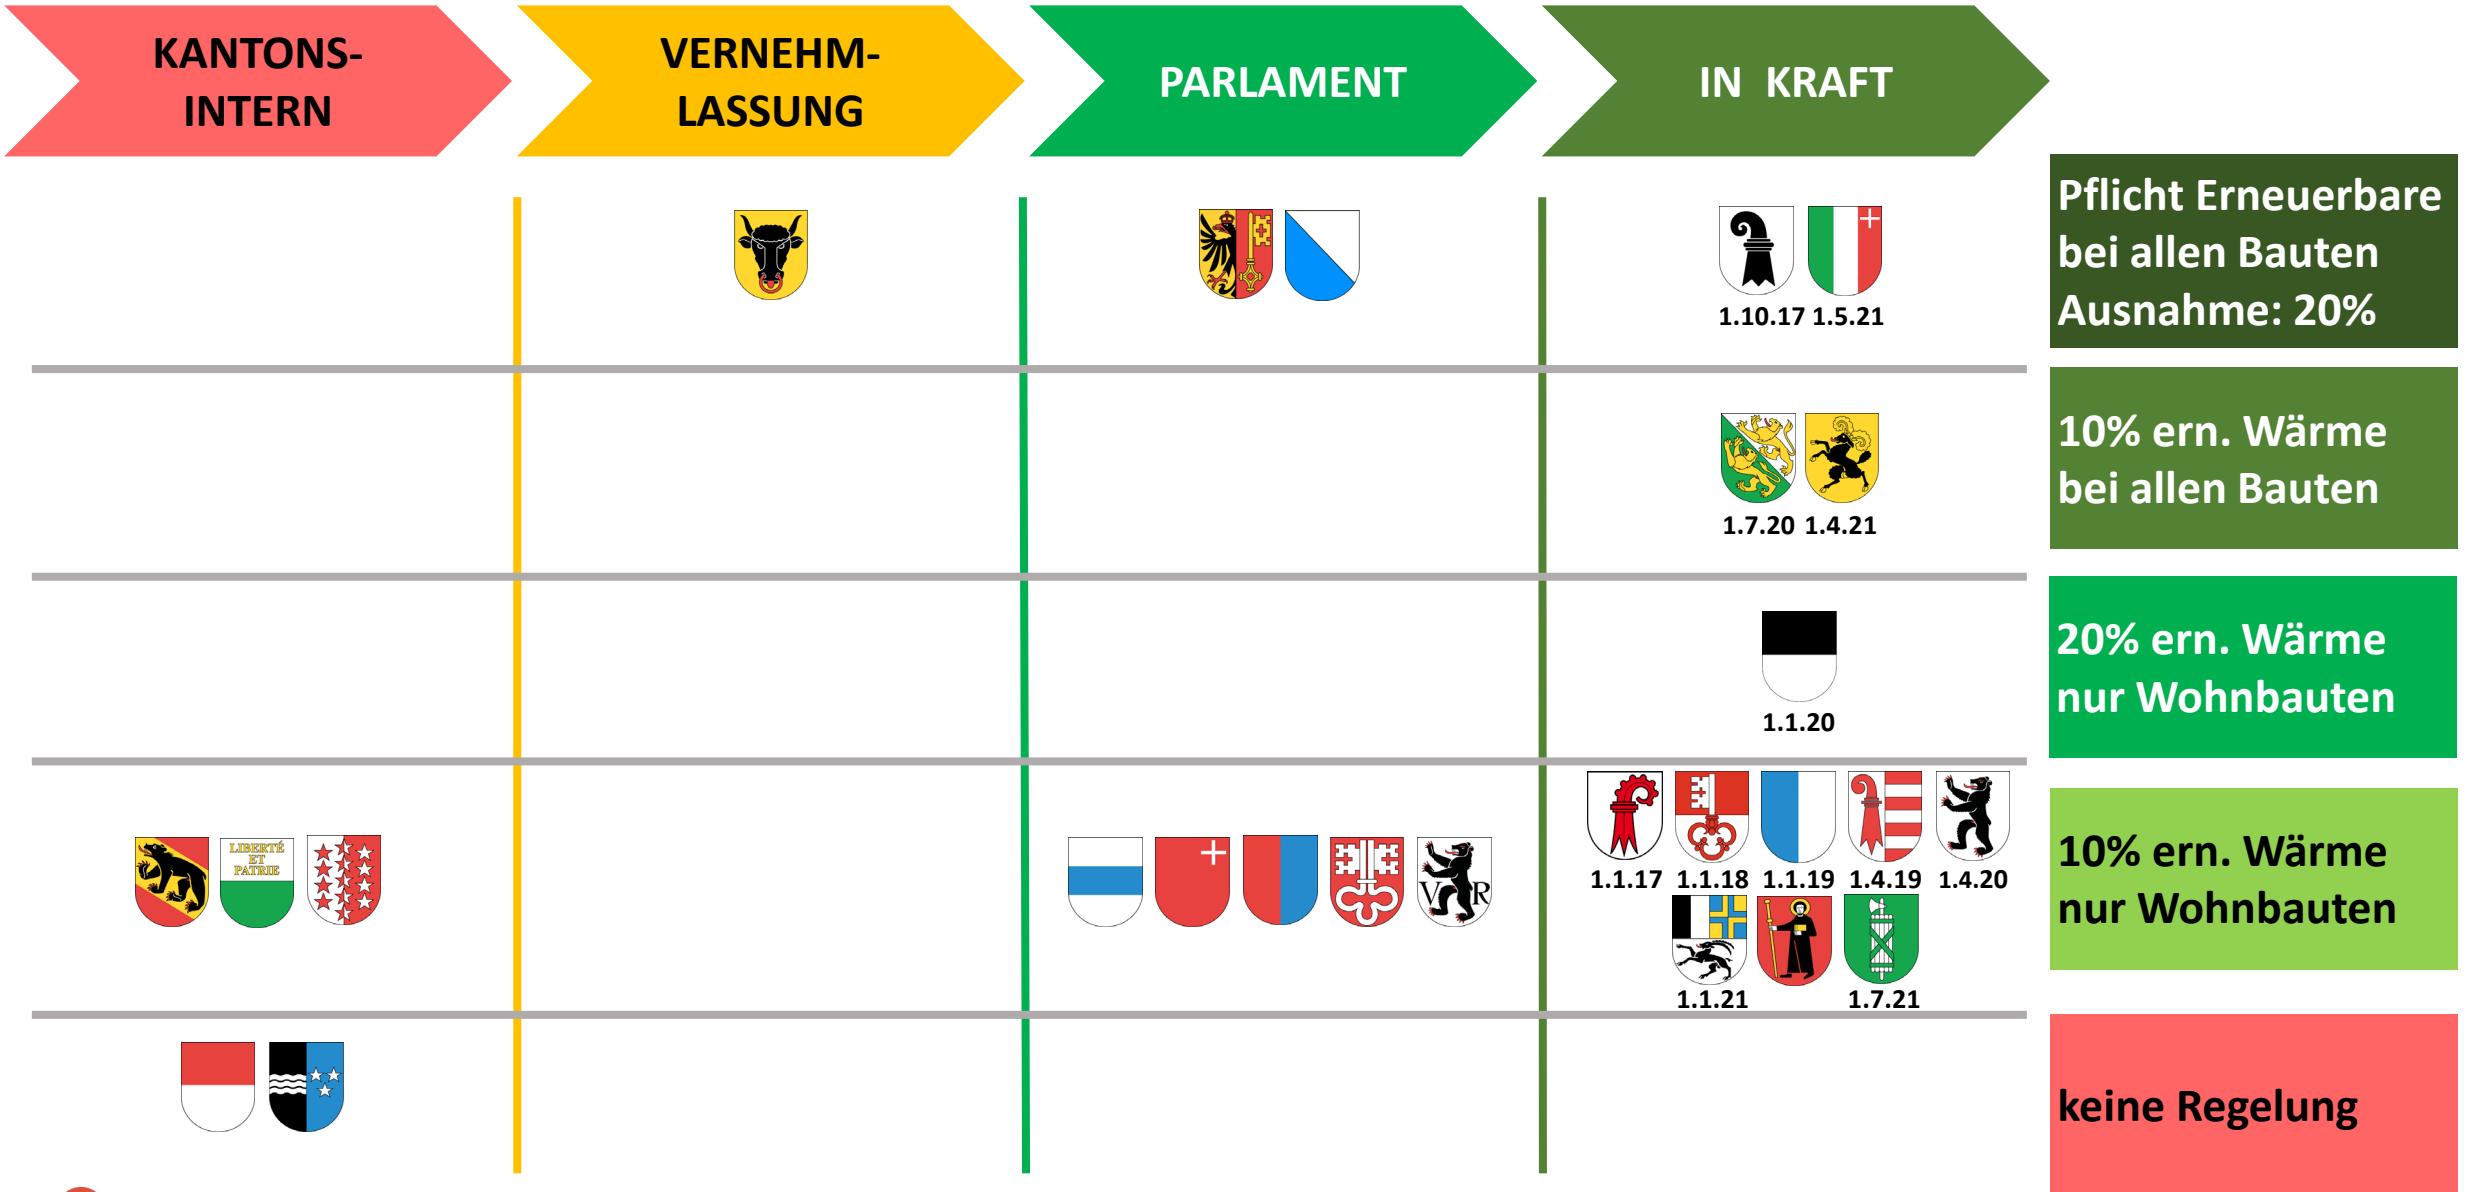 KANTONS-
INTERN
VERNEHM-
LASSUNG
PARLAMENT
IN KRAFT
1.10.17 1.5.21
Pflicht Erneuerbare
bei allen Bauten
Ausnahme: 20%
1.7.20 1.4.21
10% ern. Wärme
bei allen Bauten
1.1.20
20% ern. Wärme
nur Wohnbauten
LIBERTÉ
ET
PATRIE
V R
1.1.17 1.1.18 1.1.19 1.4.19 1.4.20
1.1.21 1.7.21
10% ern. Wärme
nur Wohnbauten
keine Regelung